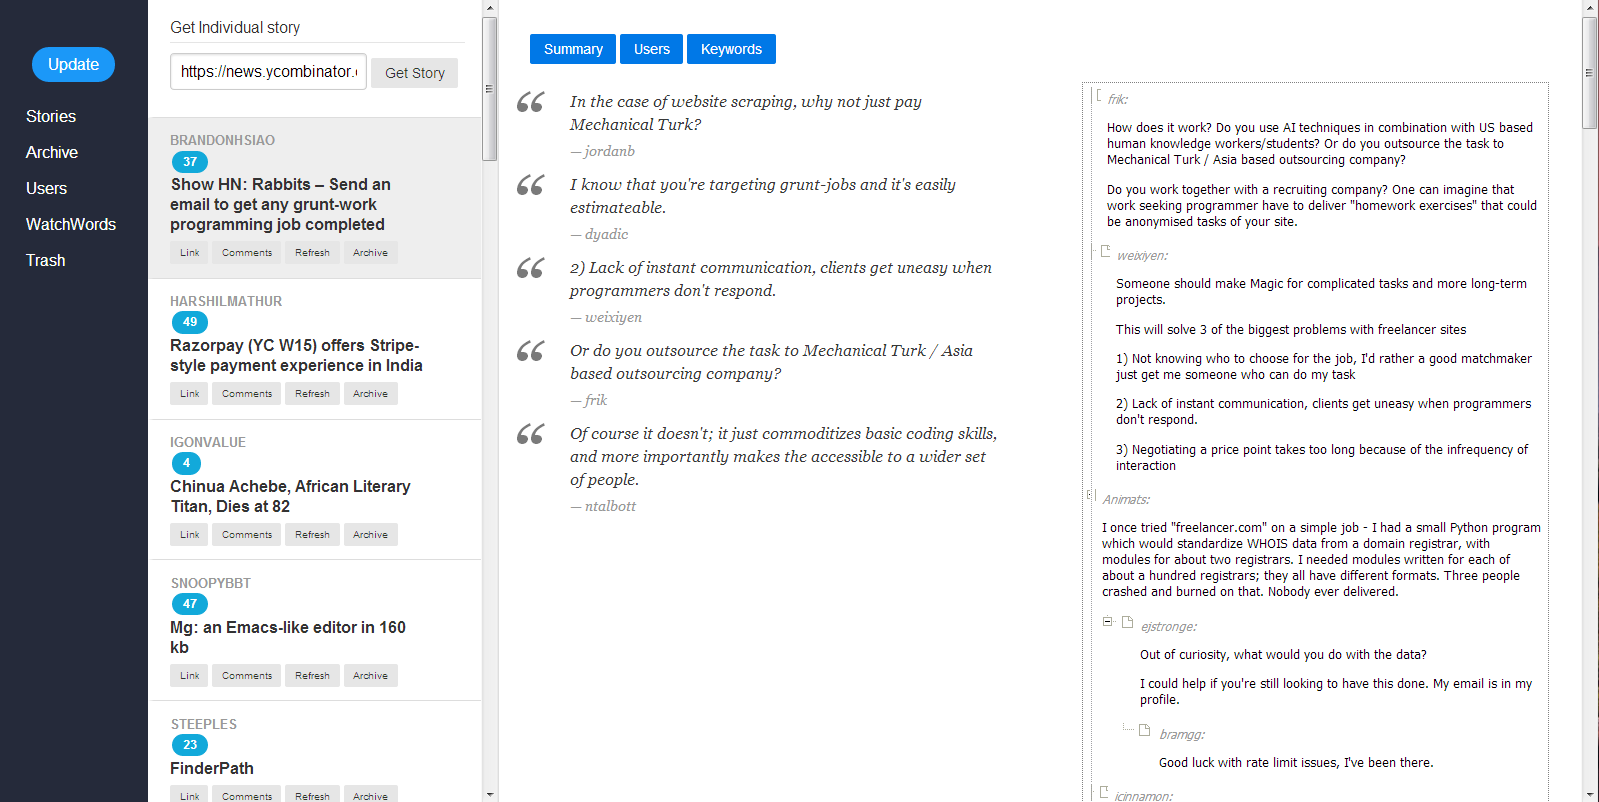 Update
Stories
Archive
Users
WatchWords
Trash
Get Individual story
https://news.ycombinator.
Get Story
BRANDONHSIAO
37
Show HN: Rabbits – Send an
email to get any grunt-work
programming job completed
Link Comments Refresh Archive
HARSHILMATHUR
49
Razorpay (YC W15) offers Stripe-
style payment experience in India
Link Comments Refresh Archive
IGONVALUE
4
Chinua Achebe, African Literary
Titan, Dies at 82
Link Comments Refresh Archive
SNOOPYBBT
47
Mg: an Emacs-like editor in 160
kb
Link Comments Refresh Archive
STEEPLES
23
FinderPath
Link Comments Refresh Archive
Summary Users Keywords
In the case of website scraping, why not just pay
Mechanical Turk?
— jordanb
I know that you're targeting grunt-jobs and it's easily
estimateable.
— dyadic
2) Lack of instant communication, clients get uneasy when
programmers don't respond.
— weixiyen
Or do you outsource the task to Mechanical Turk / Asia
based outsourcing company?
— frik
Of course it doesn't; it just commoditizes basic coding skills,
and more importantly makes the accessible to a wider set
of people.
— ntalbott
frik:
How does it work? Do you use AI techniques in combination with US based
human knowledge workers/students? Or do you outsource the task to
Mechanical Turk / Asia based outsourcing company?
Do you work together with a recruiting company? One can imagine that
work seeking programmer have to deliver "homework exercises" that could
be anonymised tasks of your site.
weixiyen:
Someone should make Magic for complicated tasks and more long-term
projects.
This will solve 3 of the biggest problems with freelancer sites
1) Not knowing who to choose for the job, I'd rather a good matchmaker
just get me someone who can do my task
2) Lack of instant communication, clients get uneasy when programmers
don't respond.
3) Negotiating a price point takes too long because of the infrequency of
interaction
Animats:
I once tried "freelancer.com" on a simple job - I had a small Python program
which would standardize WHOIS data from a domain registrar, with
modules for about two registrars. I needed modules written for each of
about a hundred registrars; they all have different formats. Three people
crashed and burned on that. Nobody ever delivered.
ejstronge:
Out of curiosity, what would you do with the data?
I could help if you're still looking to have this done. My email is in my
profile.
bramgg:
Good luck with rate limit issues, I've been there.
icinnamon: